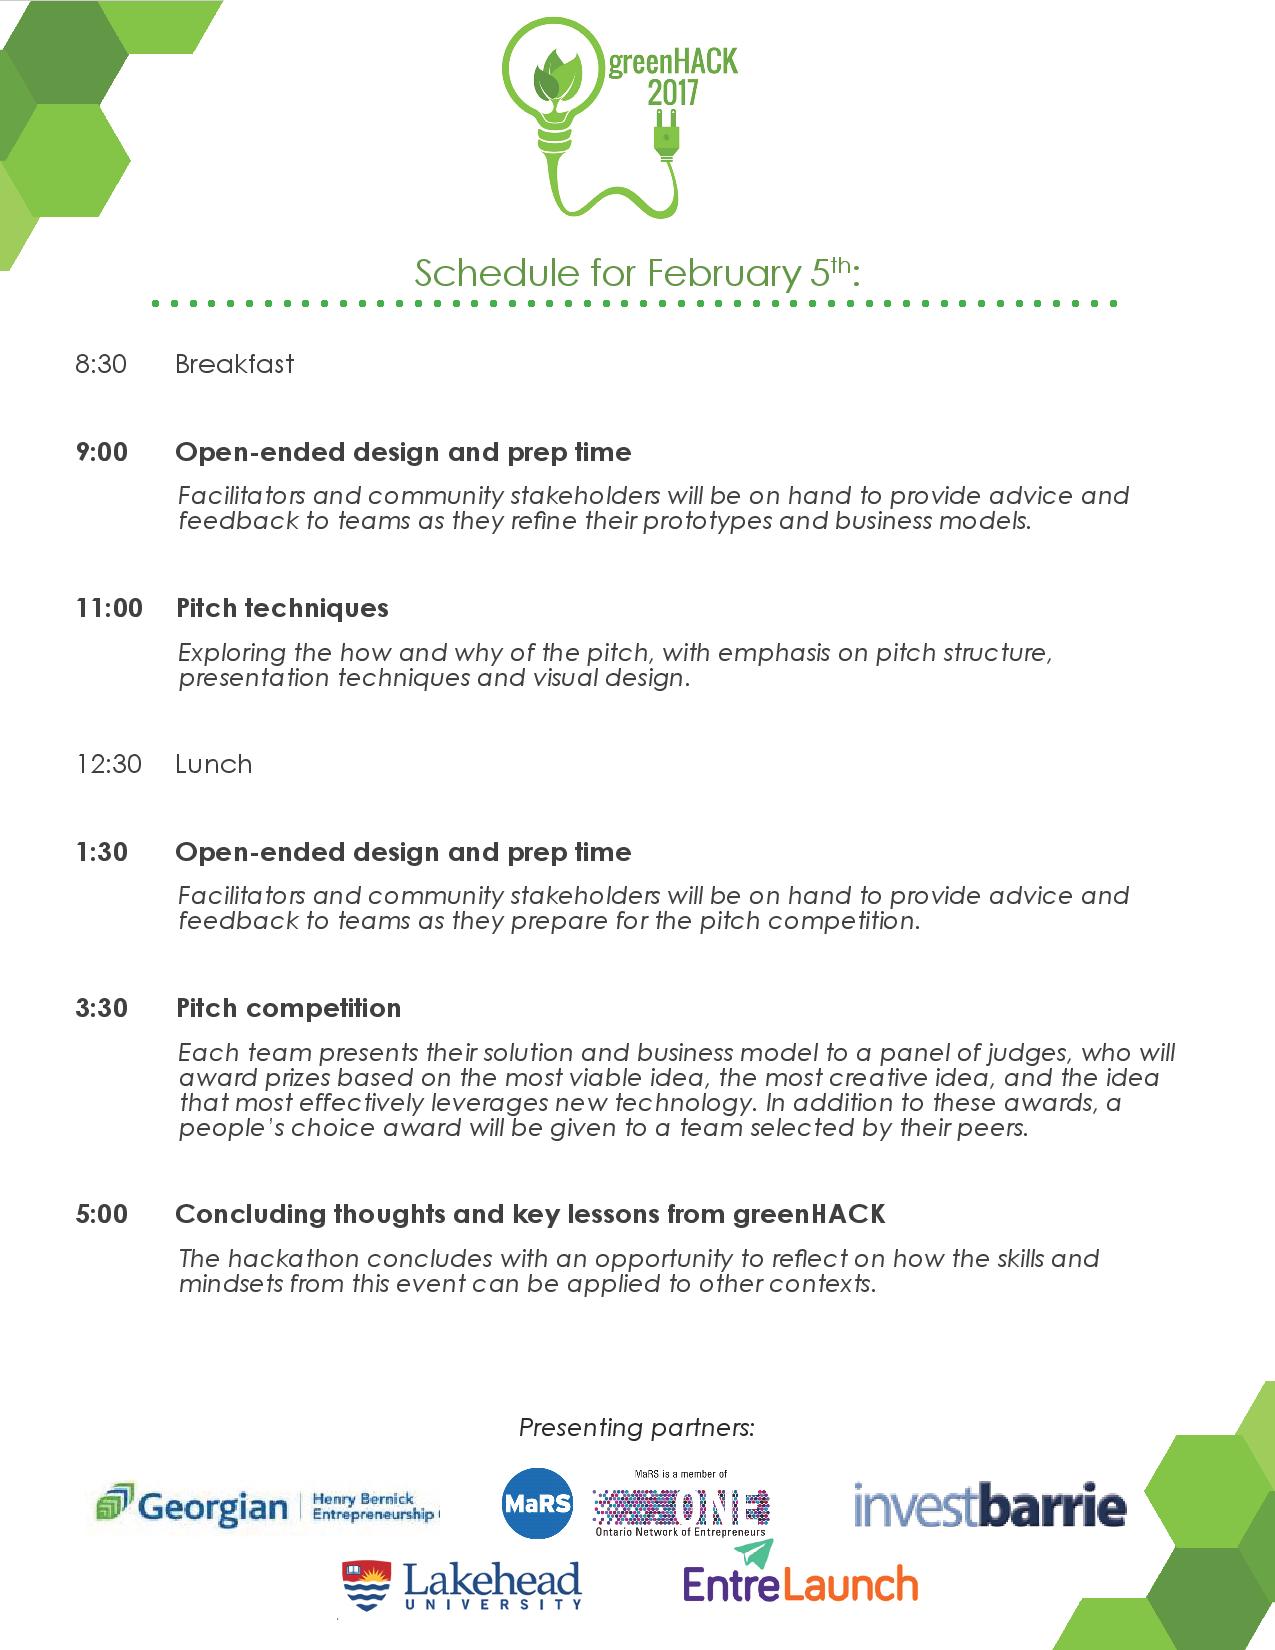 greenHACK
2017
Schedule for February 5th:
8:30 Breakfast
9:00 Open-ended design and prep time
Facilitators and community stakeholders will be on hand to provide advice and
feedback to teams as they refine their prototypes and business models.
11:00 Pitch techniques
Exploring the how and why of the pitch, with emphasis on pitch structure,
presentation techniques and visual design.
12:30 Lunch
1:30 Open-ended design and prep time
Facilitators and community stakeholders will be on hand to provide advice and
feedback to teams as they prepare for the pitch competition.
3:30 Pitch competition
Each team presents their solution and business model to a panel of judges, who will
award prizes based on the most viable idea, the most creative idea, and the idea
that most effectively leverages new technology. In addition to these awards, a
people's choice award will be given to a team selected by their peers.
5:00 Concluding thoughts and key lessons from greenHACK
The hackathon concludes with an opportunity to reflect on how the skills and
mindsets from this event can be applied to other contexts.
Presenting partners:
Georgian
Henry Bernick
Entrepreneurship
MaRS
MaRS is a member of
ONE
Ontario Network of Entrepreneurs
investbarrie
Lakehead
UNIVERSITY
EntreLaunch